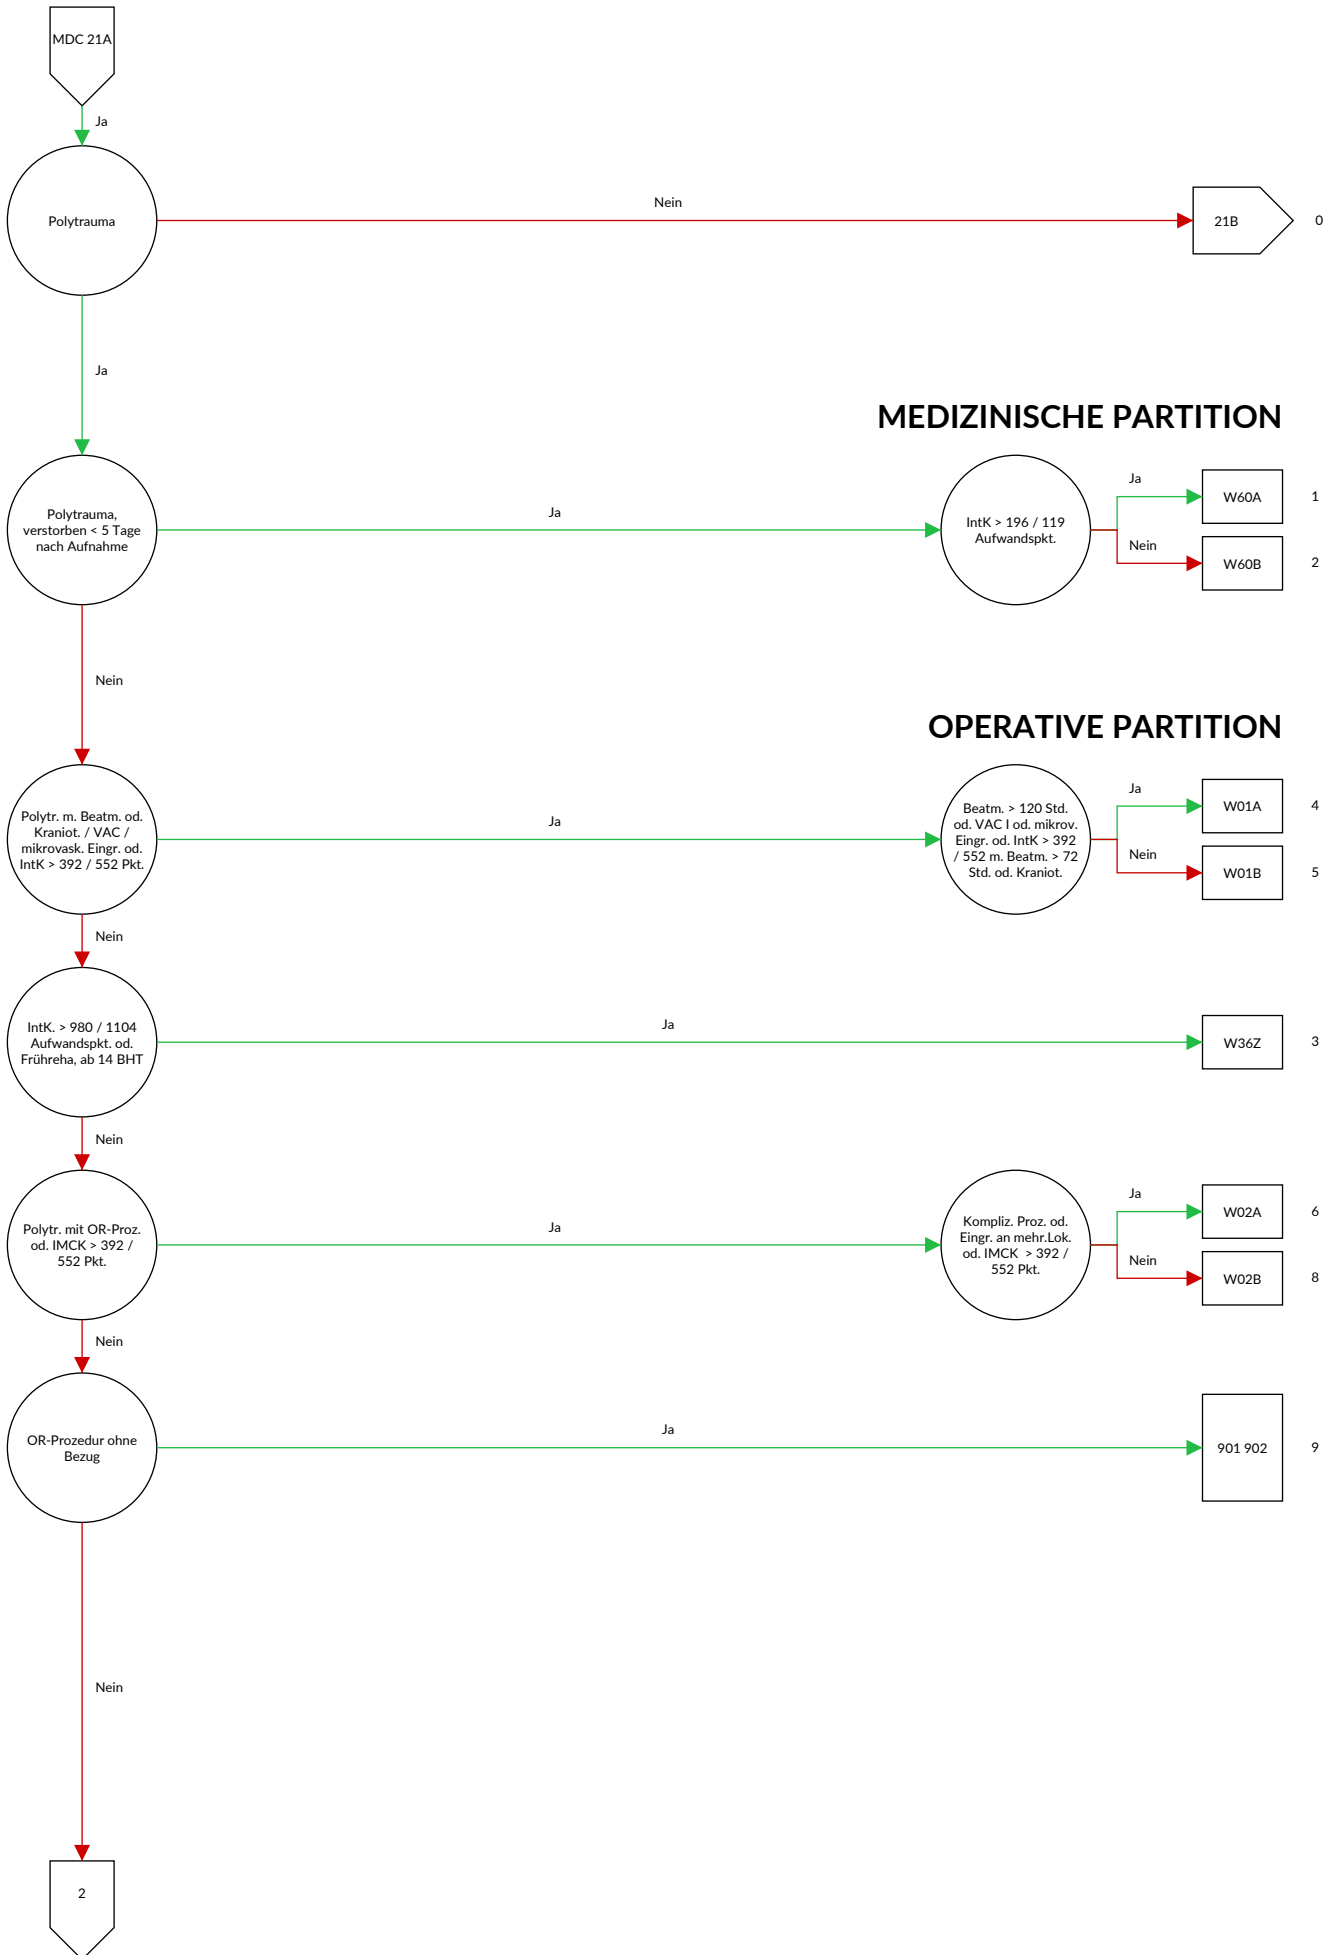 MDC 21A
Ja
Polytrauma
Nein
21B
0
Ja
MEDIZINISCHE PARTITION
Polytrauma,
verstorben < 5 Tage
nach Aufnahme
Ja
IntK > 196 / 119
Aufwandspkt.
Ja
W60A
1
Nein
W60B
2
Nein
OPERATIVE PARTITION
Polytr. m. Beatm. od.
Kraniot. / VAC /
mikrovask. Eingr. od.
IntK > 392 / 552 Pkt.
Ja
Beatm. > 120 Std.
od. VAC I od. mikrov.
Eingr. od. IntK > 392
/ 552 m. Beatm. > 72
Std. od. Kraniot.
Ja
W01A
4
Nein
W01B
5
Nein
IntK. > 980 / 1104
Aufwandspkt. od.
Frühreha, ab 14 BHT
Ja
W36Z
3
Nein
Polytr. mit OR-Proz.
od. IMCK > 392 /
552 Pkt.
Ja
Kompliz. Proz. od.
Eingr. an mehr.Lok.
od. IMCK > 392 /
552 Pkt.
Ja
W02A
6
Nein
W02B
8
Nein
OR-Prozedur ohne
Bezug
Ja
901 902
9
Nein
2